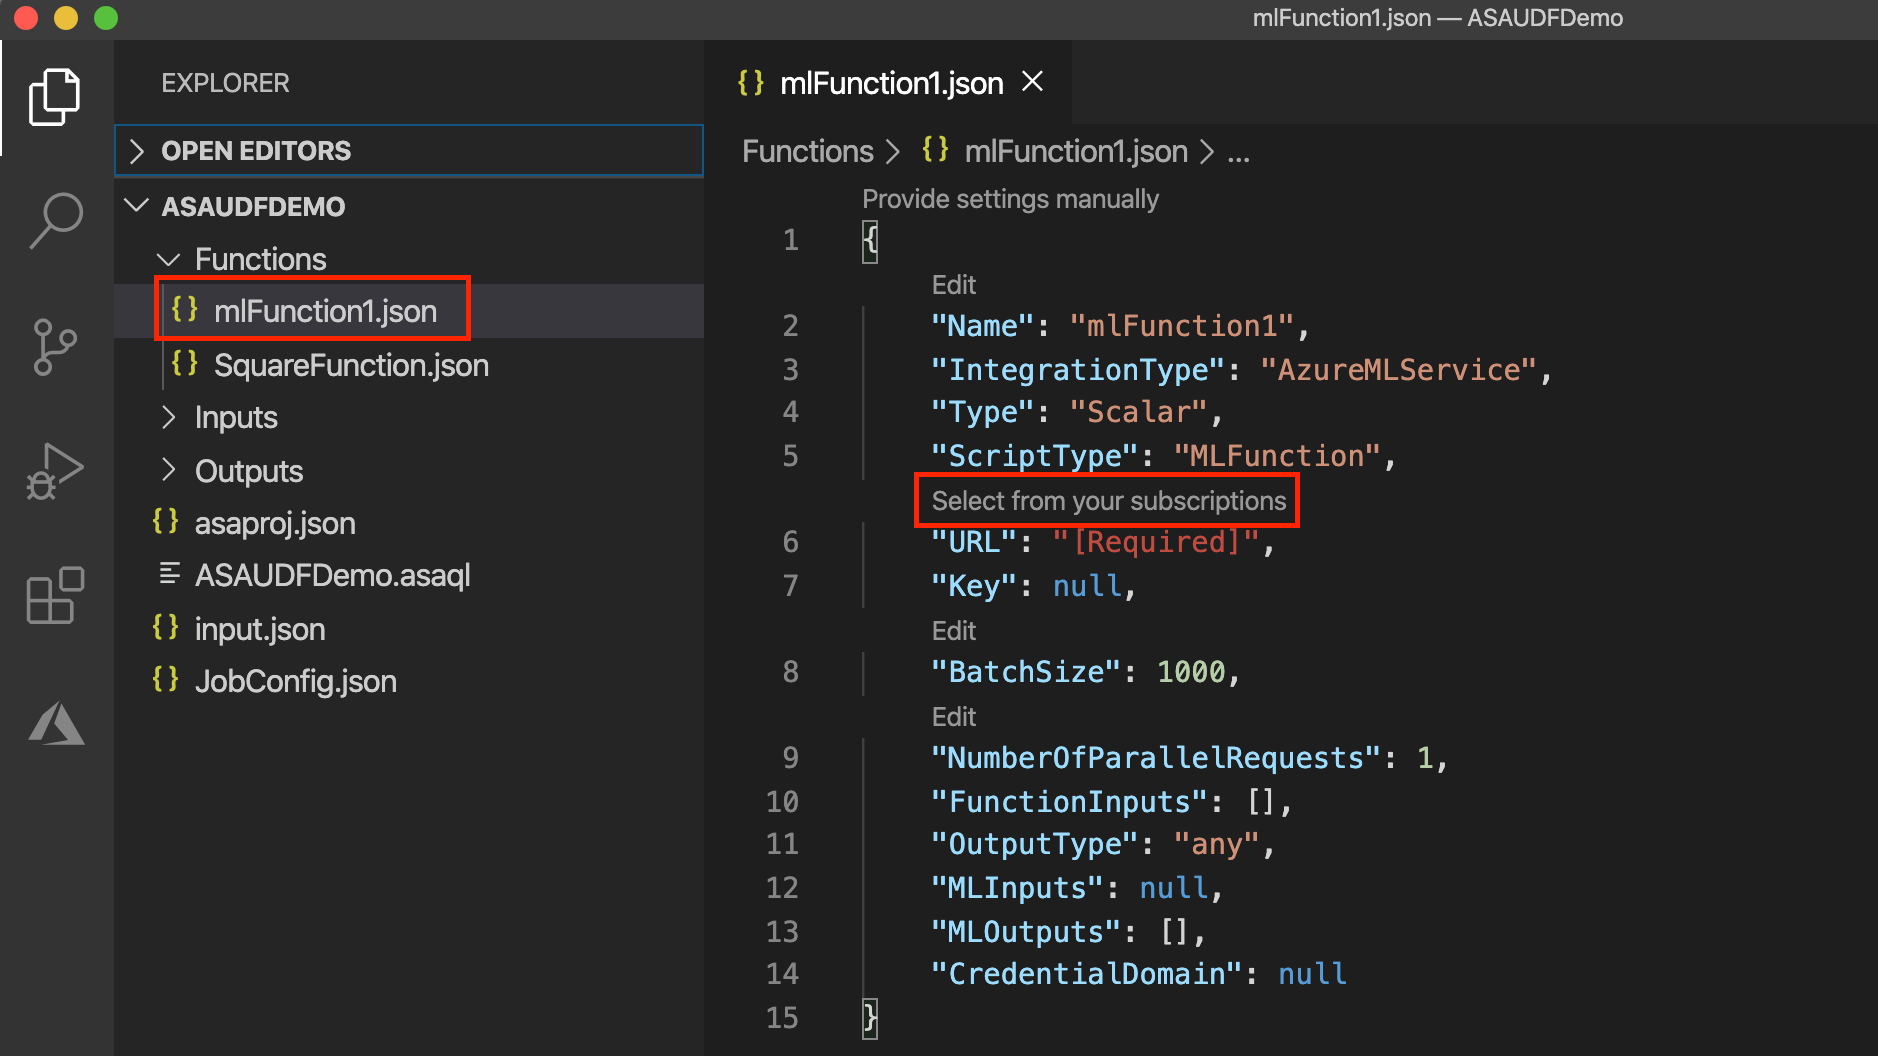 mlFunction1.json — ASAUDFDemo
EXPLORER
OPEN EDITORS
ASAUDFDEMO
Functions
{} mlFunction1.json
{} SquareFunction.json
Inputs
Outputs
{} asaproj.json
ASAUDFDemo.asaql
{} input.json
{} JobConfig.json
{} mlFunction1.json
Functions > {} mlFunction1.json > ...
Provide settings manually
1 {
Edit
2 "Name": "mlFunction1",
3 "IntegrationType": "AzureMLService",
4 "Type": "Scalar",
5 "ScriptType": "MLFunction",
Select from your subscriptions
6 "URL": "[Required]",
7 "Key": null,
Edit
8 "BatchSize": 1000,
Edit
9 "NumberOfParallelRequests": 1,
10 "FunctionInputs": [],
11 "OutputType": "any",
12 "MLInputs": null,
13 "MLOutputs": [],
14 "CredentialDomain": null
15 }